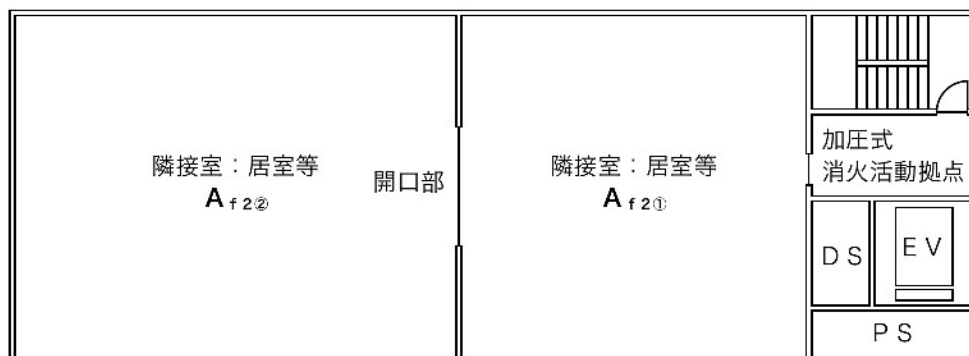 隣接室：居室等
Ａｆ２②
開口部
隣接室：居室等
Ａｆ２①
加圧式
消火活動拠点
ＤＳ
ＥＶ
ＰＳ